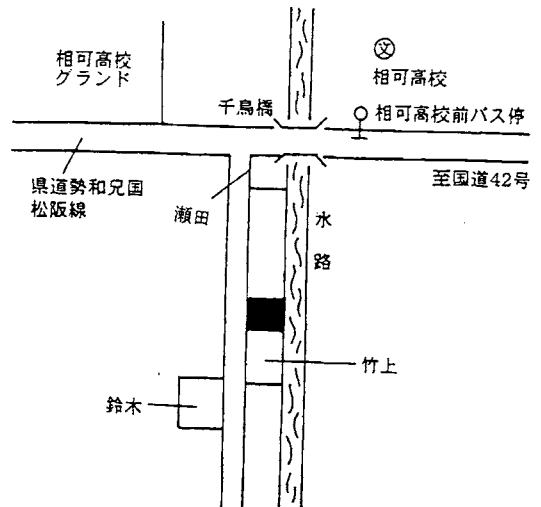 相可高校
グランド
㊛
相可高校
千鳥橋
相可高校前バス停
県道勢和兄国
松阪線
至国道42号
瀬田
水
路
竹上
鈴木